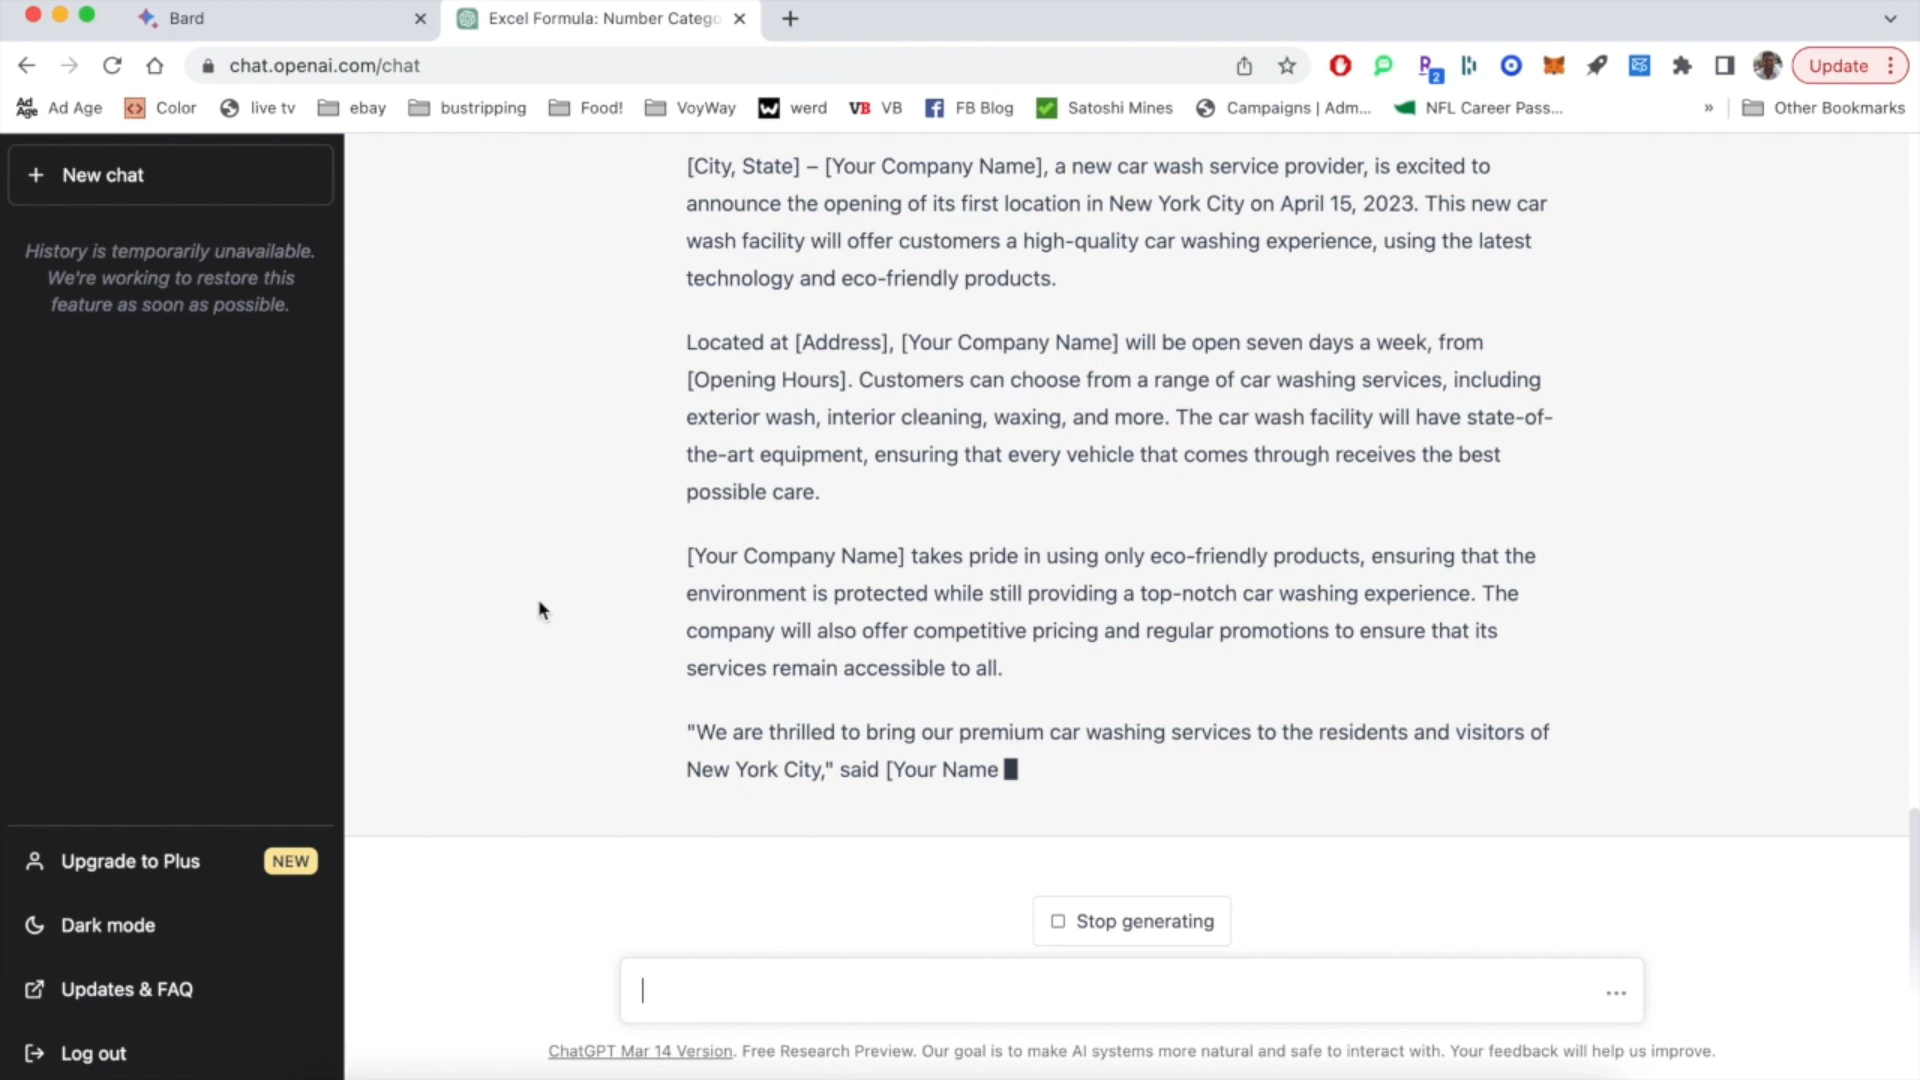 Bard
Excel Formula: Number Catego
chat.openai.com/chat
2
Update
Ad Age Ad Age
Color
live tv
ebay
bustripping
Food!
VoyWay
werd
VB VB
FB Blog
Satoshi Mines
Campaigns | Adm...
NFL Career Pass...
»
Other Bookmarks
+ New chat
History is temporarily unavailable.
We're working to restore this
feature as soon as possible.
[City, State] – [Your Company Name], a new car wash service provider, is excited to
announce the opening of its first location in New York City on April 15, 2023. This new car
wash facility will offer customers a high-quality car washing experience, using the latest
technology and eco-friendly products.
Located at [Address], [Your Company Name] will be open seven days a week, from
[Opening Hours]. Customers can choose from a range of car washing services, including
exterior wash, interior cleaning, waxing, and more. The car wash facility will have state-of-
the-art equipment, ensuring that every vehicle that comes through receives the best
possible care.
[Your Company Name] takes pride in using only eco-friendly products, ensuring that the
environment is protected while still providing a top-notch car washing experience. The
company will also offer competitive pricing and regular promotions to ensure that its
services remain accessible to all.
"We are thrilled to bring our premium car washing services to the residents and visitors of
New York City," said [Your Name
Upgrade to Plus NEW
Dark mode
Updates & FAQ
Log out
Stop generating
...
ChatGPT Mar 14 Version. Free Research Preview. Our goal is to make AI systems more natural and safe to interact with. Your feedback will help us improve.